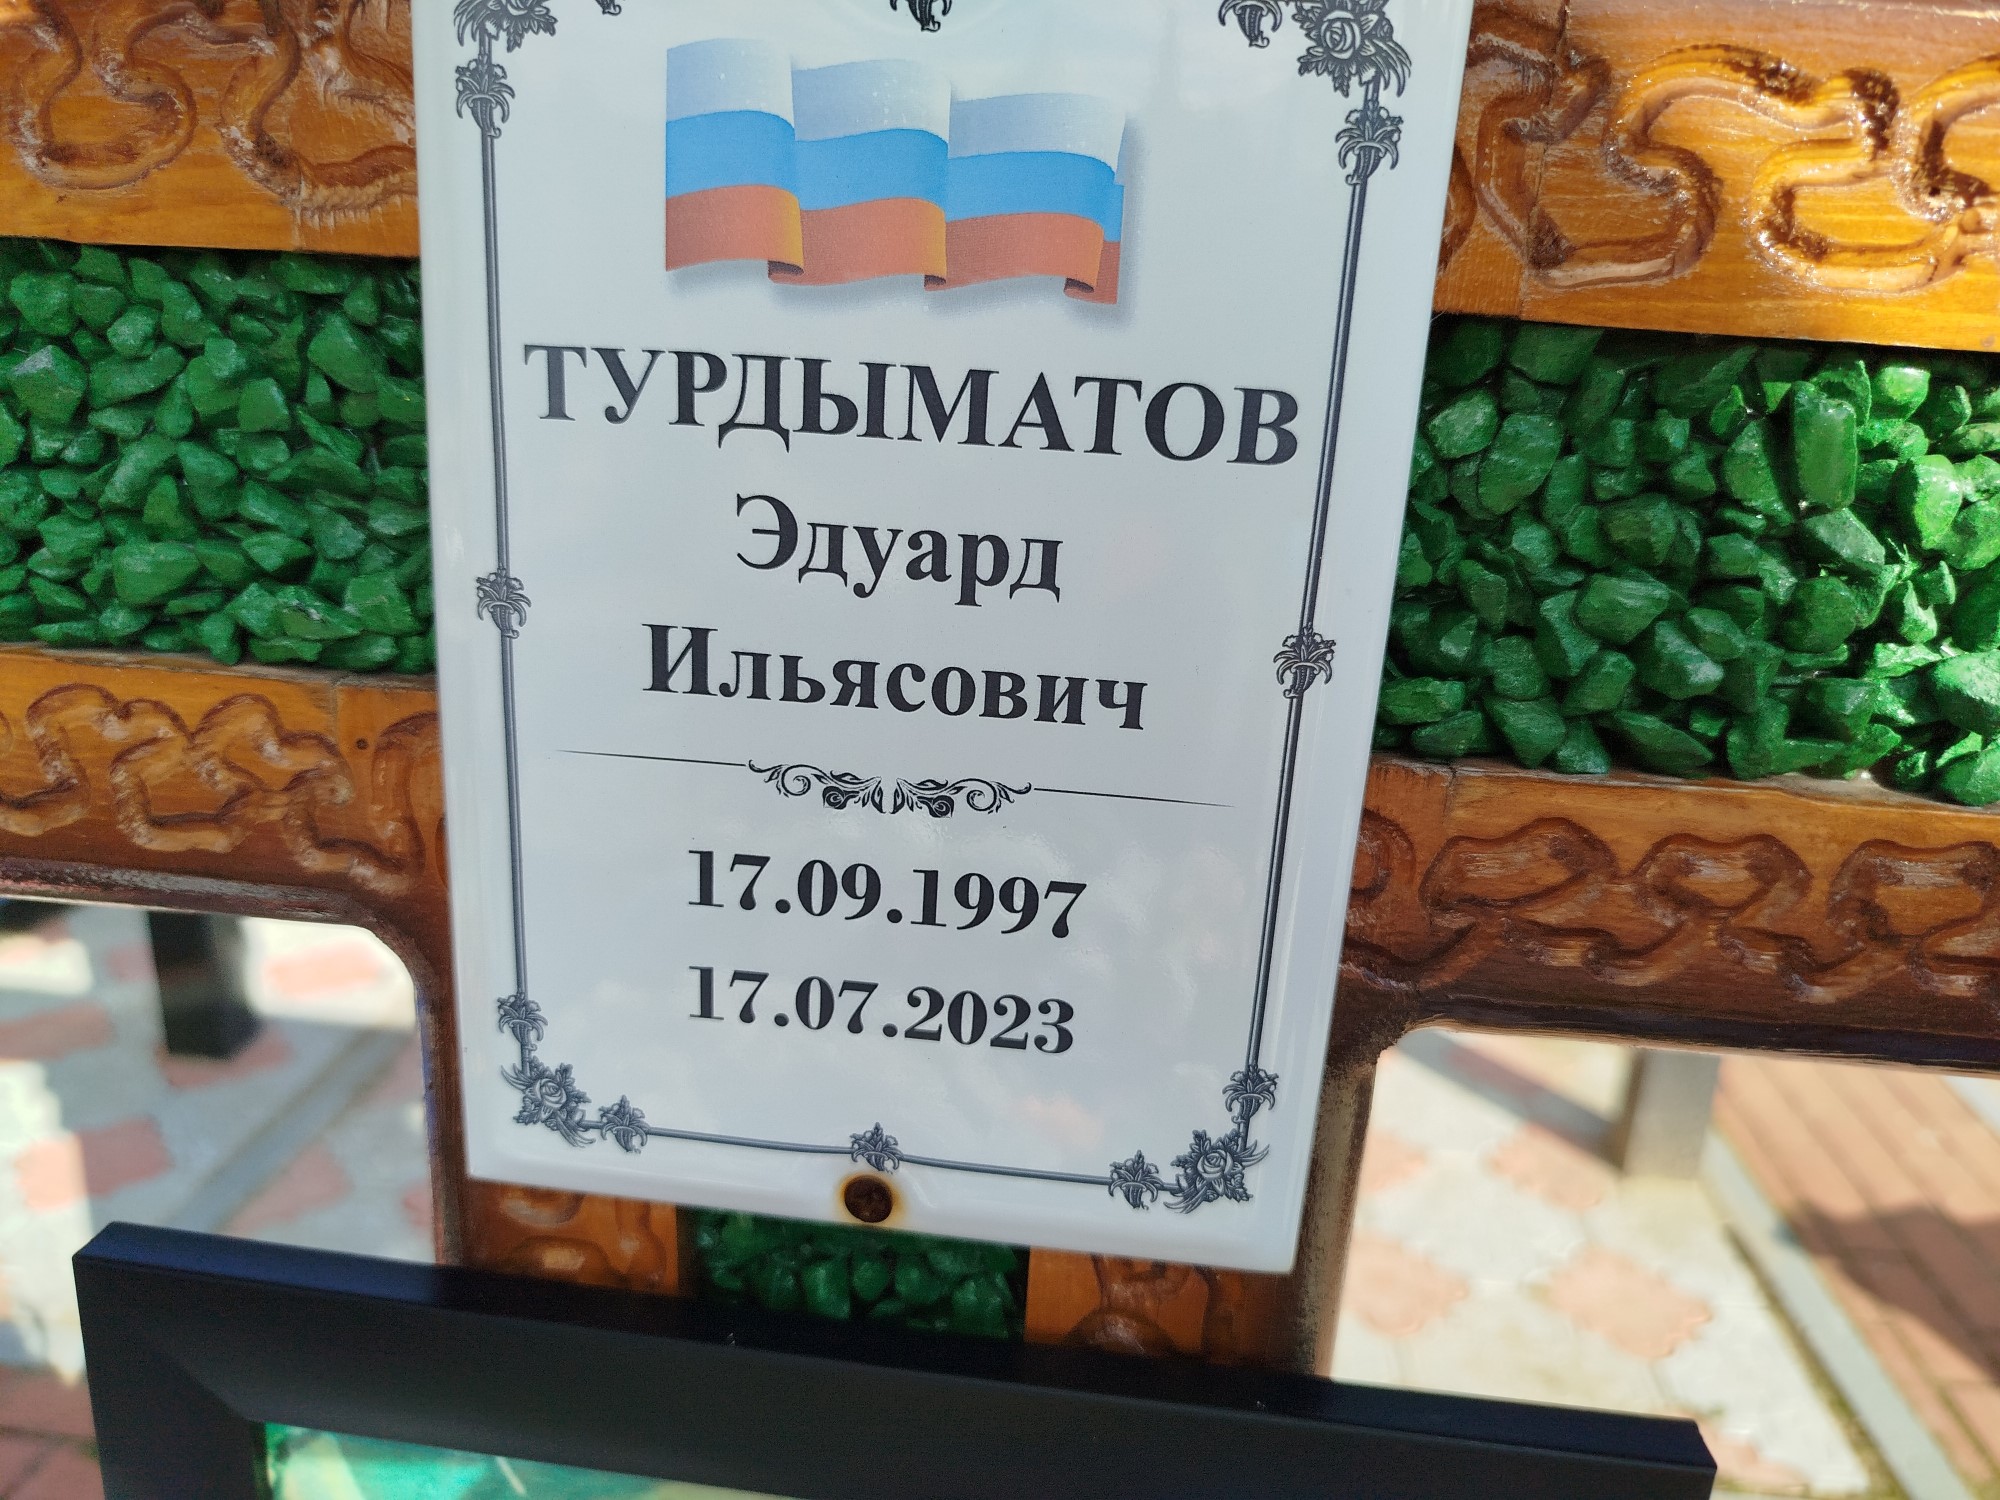 ТУРДЫМАТОВ
Эдуард
Ильясович
17.09.1997
17.07.2023